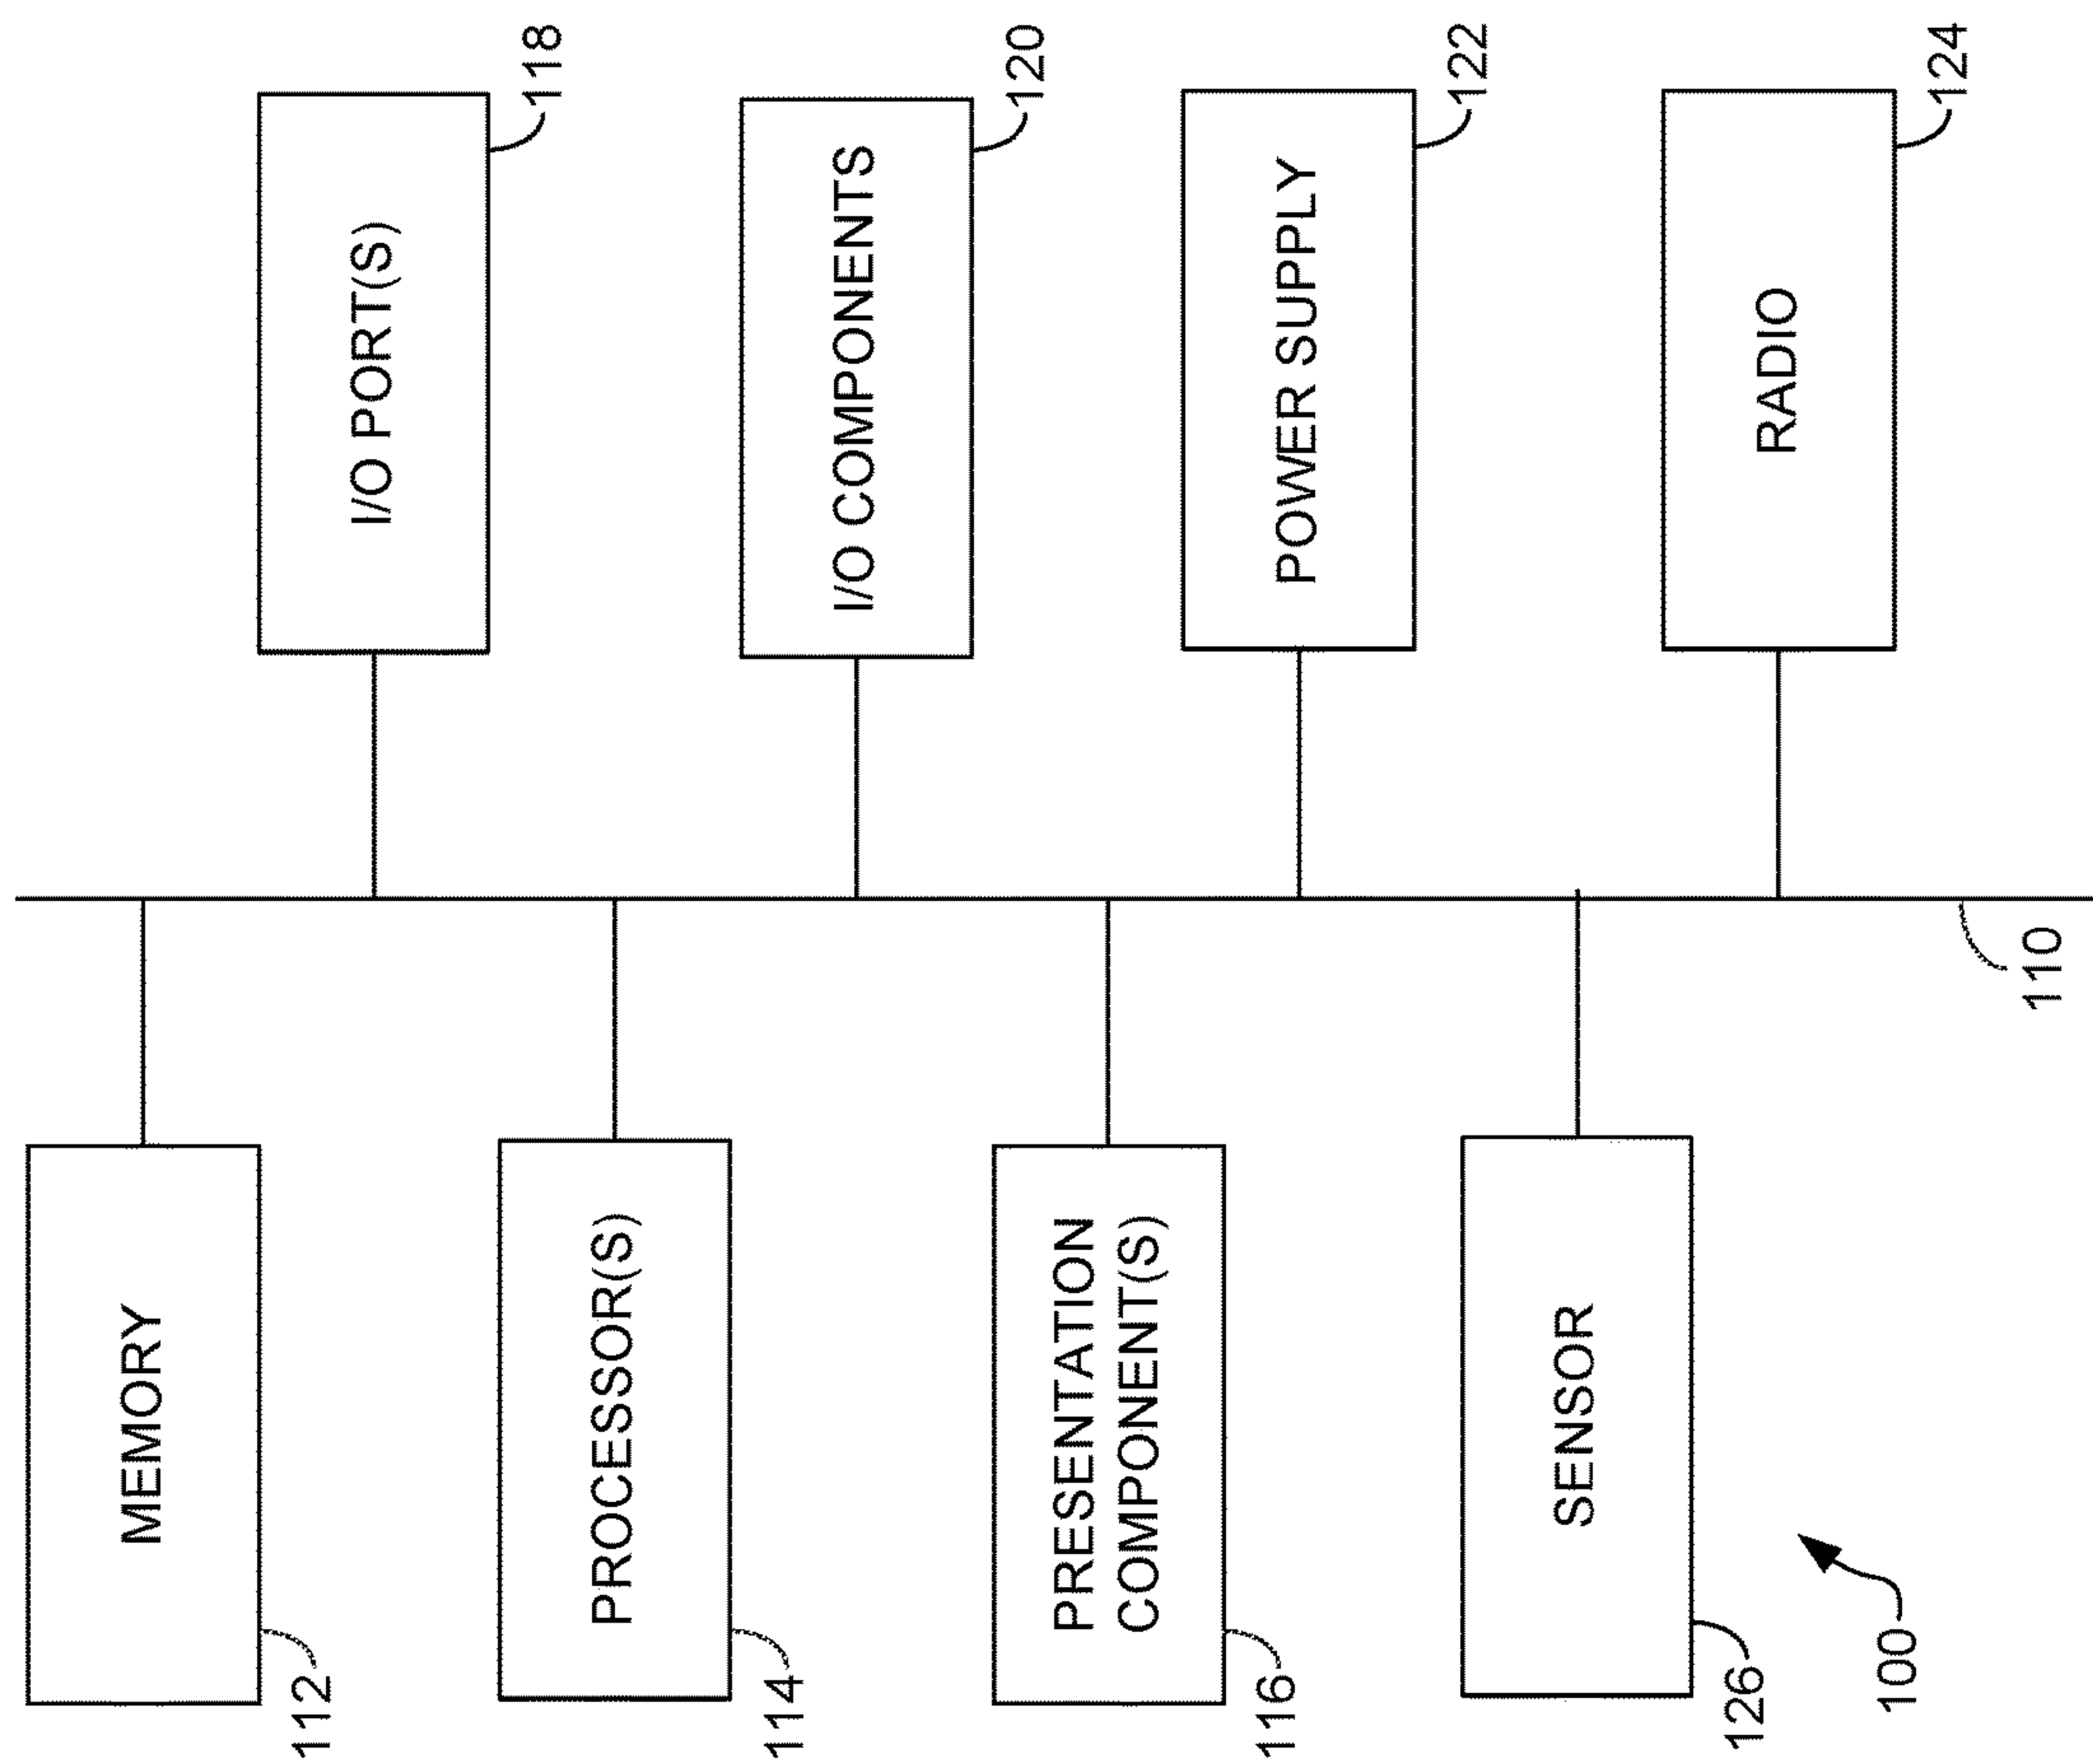 MEMORY
112
PROCESSOR(S)
114
PRESENTATION
COMPONENT(S)
116
SENSOR
126
100
I/O PORT(S)
118
I/O COMPONENTS
120
POWER SUPPLY
122
RADIO
124
110